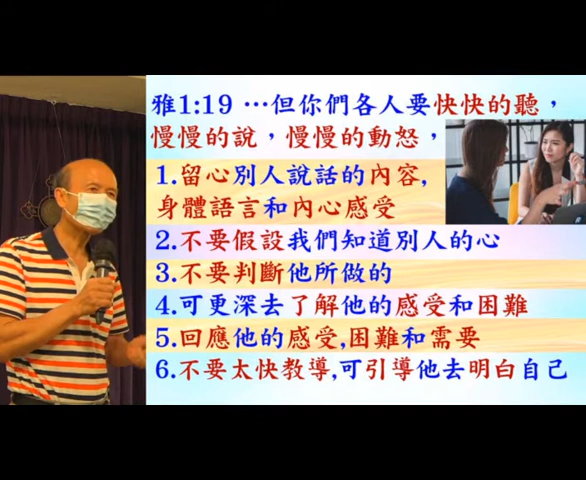 雅1:19 …但你們各人要快快的聽，
慢慢的說，慢慢的動怒，
1.留心別人說話的內容,
身體語言和內心感受
2.不要假設我們知道別人的心
3.不要判斷他所做的
4.可更深去了解他的感受和困難
5.回應他的感受,困難和需要
6.不要太快教導,可引導他去明白自己